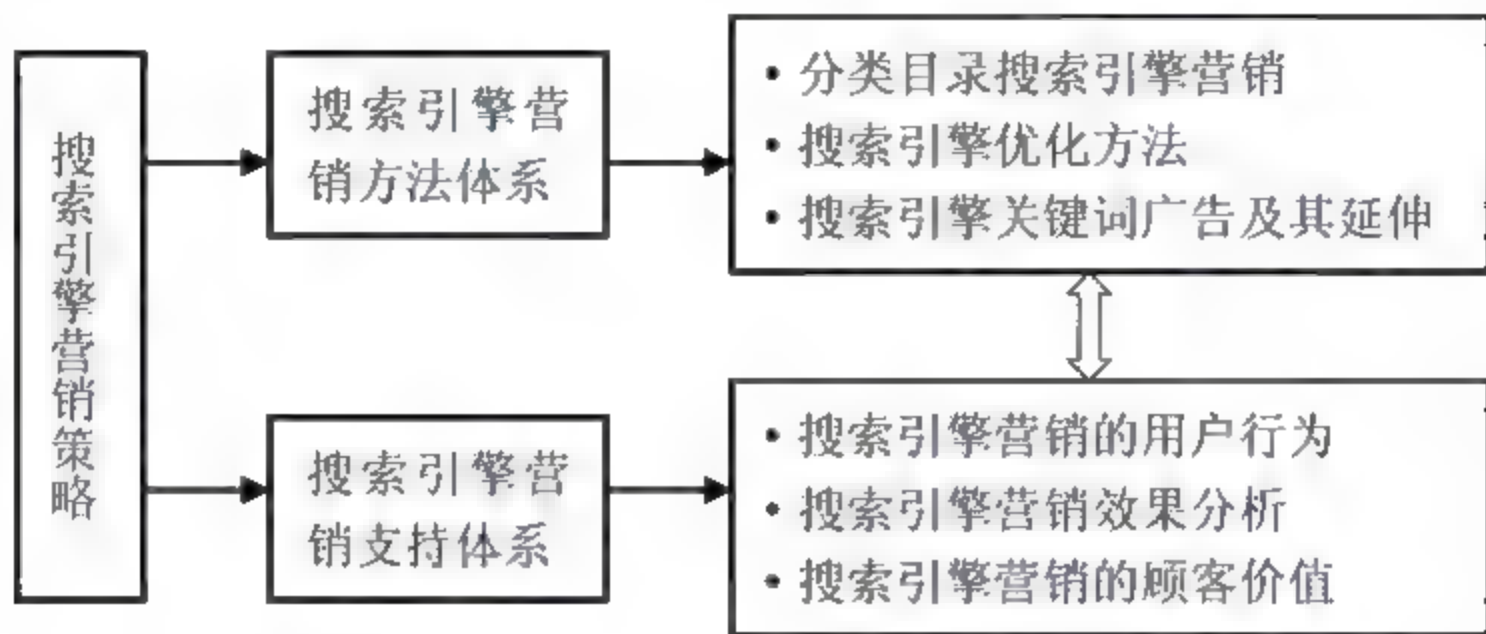 搜索引擎营销策略
搜索引擎营
销方法体系
• 分类目录搜索引擎营销
• 搜索引擎优化方法
• 搜索引擎关键词广告及其延伸
搜索引擎营
销支持体系
• 搜索引擎营销的用户行为
• 搜索引擎营销效果分析
• 搜索引擎营销的顾客价值